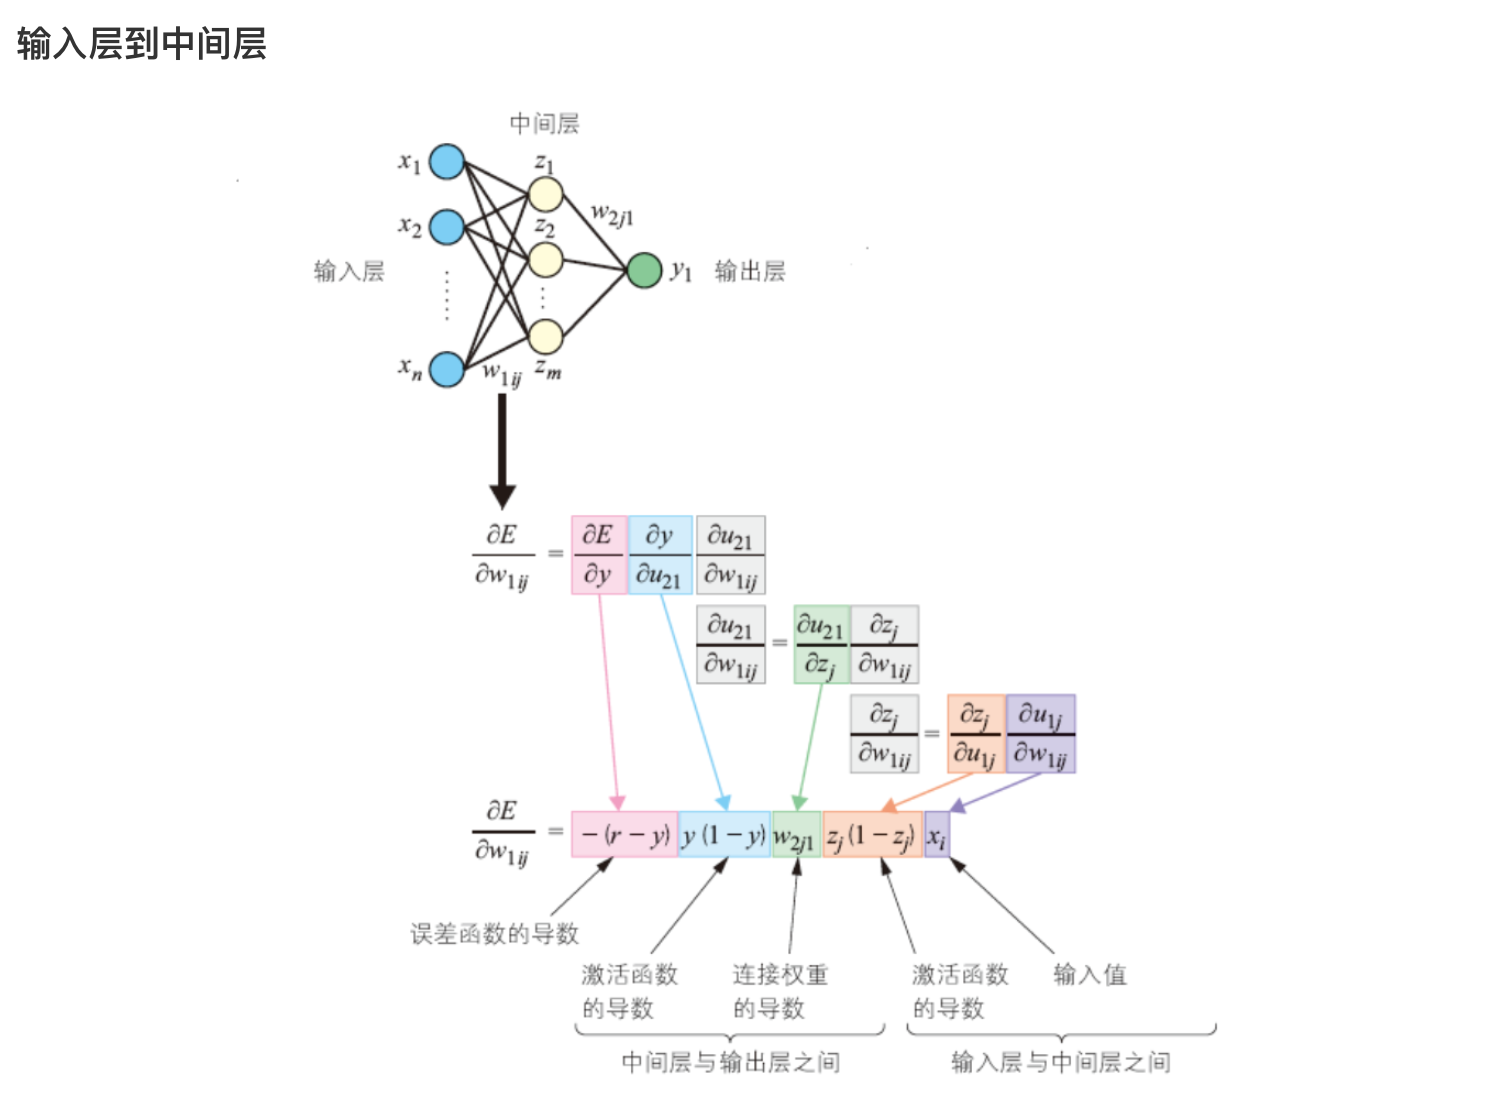 输入层到中间层
中间层
x1
z1
x2
w2j1
z2
输入层
y1
输出层
xn
w1ij
zm
∂E/∂w1ij = ∂E/∂y ∂y/∂u21 ∂u21/∂w1ij
∂u21/∂w1ij = ∂u21/∂zj ∂zj/∂w1ij
∂zj/∂w1ij = ∂zj/∂u1j ∂u1j/∂w1ij
∂E/∂w1ij = −(r − y) y(1 − y) w2j1 zj(1 − zj) xi
误差函数的导数
激活函数
的导数
连接权重
的导数
激活函数
的导数
输入值
中间层与输出层之间
输入层与中间层之间